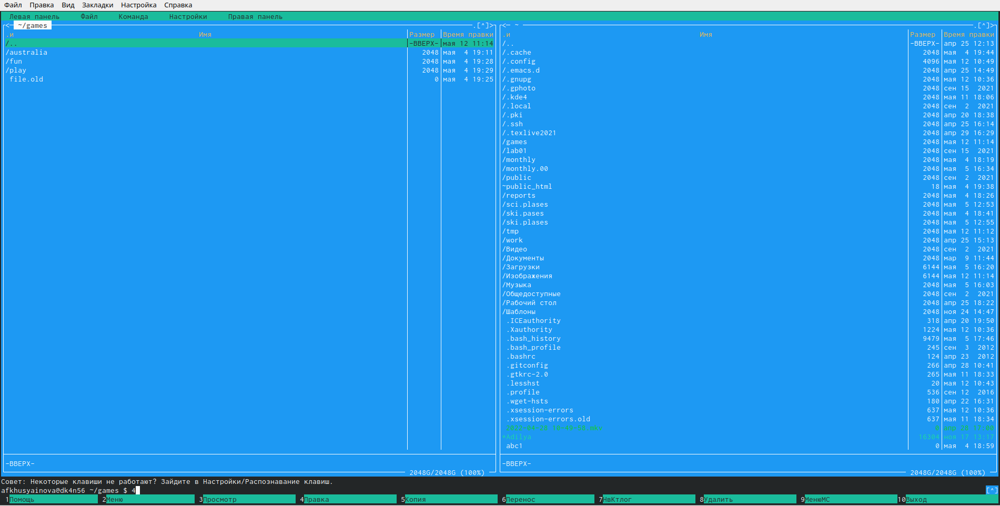 Файл Правка Вид Закладки Настройка Справка
Левая панель Файл Команда Настройки Правая панель
<─ ~/games .[^]>
.и Имя Размер Время правки
/.. -ВВЕРХ- мая 12 11:14
/australia 2048 мая 4 19:11
/fun 2048 мая 4 19:28
/play 2048 мая 4 19:29
file.old 0 мая 4 19:25
-ВВЕРХ-
2048G/2048G (100%)
<─ ~ .[^]>
.и Имя Размер Время правки
/.. -ВВЕРХ- апр 25 12:13
/.cache 2048 мая 4 19:44
/.config 4096 мая 12 10:49
/.emacs.d 2048 апр 25 14:49
/.gnupg 2048 мая 12 10:36
/.gphoto 2048 сен 15 2021
/.kde4 2048 мая 11 18:06
/.local 2048 сен 2 2021
/.pki 2048 апр 20 18:38
/.ssh 2048 апр 25 16:14
/.texlive2021 2048 апр 29 16:29
/games 2048 мая 12 11:14
/lab01 2048 сен 15 2021
/monthly 2048 мая 4 18:19
/monthly.00 2048 мая 5 16:34
/public 2048 сен 2 2021
~public_html 18 мая 4 19:38
/reports 2048 мая 4 18:26
/sci.plases 2048 мая 5 12:53
/ski.pases 2048 мая 4 18:41
/ski.plases 2048 мая 5 12:55
/tmp 2048 мая 12 11:12
/work 2048 апр 25 15:13
/Видео 2048 сен 2 2021
/Документы 2048 мар 9 11:44
/Загрузки 6144 мая 5 16:20
/Изображения 6144 мая 12 11:14
/Музыка 2048 мая 5 16:03
/Общедоступные 2048 сен 2 2021
/Рабочий стол 2048 апр 25 18:22
/Шаблоны 2048 ноя 24 14:47
.ICEauthority 318 апр 20 19:50
.Xauthority 1224 мая 12 10:36
.bash_history 9479 мая 5 17:46
.bash_profile 245 сен 3 2012
.bashrc 124 апр 23 2012
.gitconfig 266 апр 28 10:41
.gtkrc-2.0 265 мая 11 18:33
.lesshst 20 мая 12 10:43
.profile 536 сен 12 2016
.wget-hsts 180 апр 22 16:31
.xsession-errors 637 мая 12 10:36
.xsession-errors.old 637 мая 11 18:34
*Adilya 16304 ноя 17 13:17
abc1 0 мая 4 18:59
-ВВЕРХ-
2048G/2048G (100%)
Совет: Некоторые клавиши не работают? Зайдите в Настройки/Распознавание клавиш.
afkhusyainova@dk4n56 ~/games $ 4 [^]
1Помощь 2Меню 3Просмотр 4Правка 5Копия 6Перенос 7НвКтлог 8Удалить 9МенюMC 10Выход